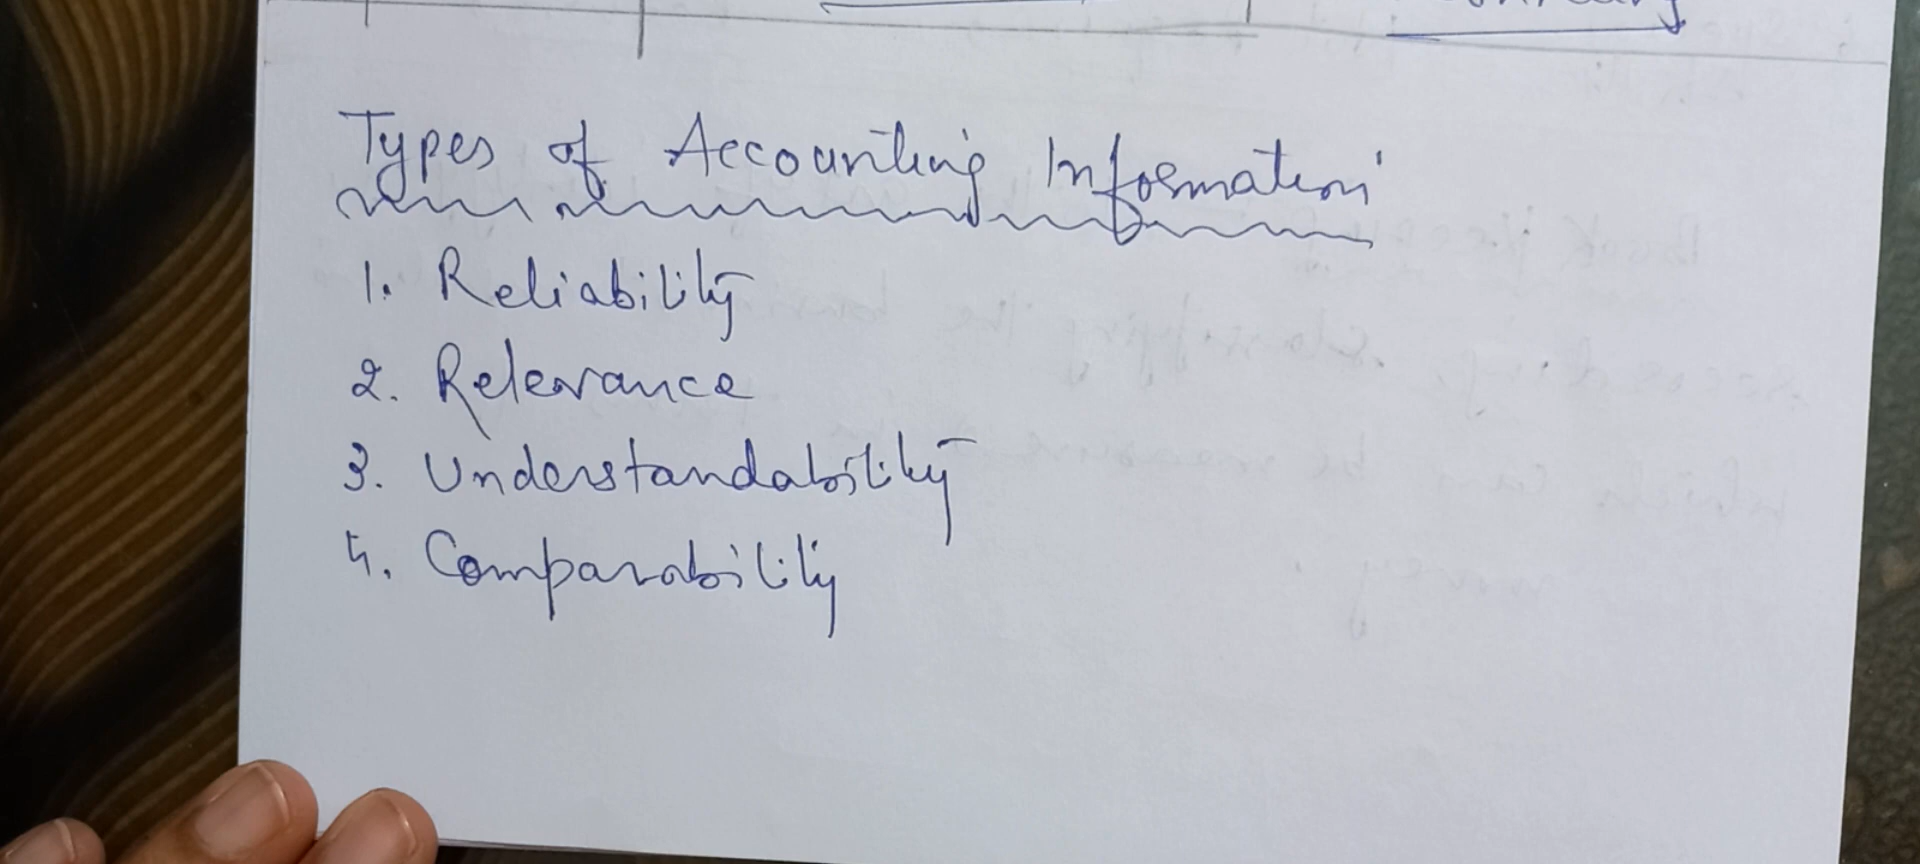 Types of Accounting Information
1. Reliability
2. Relevance
3. Understandability
4. Comparability